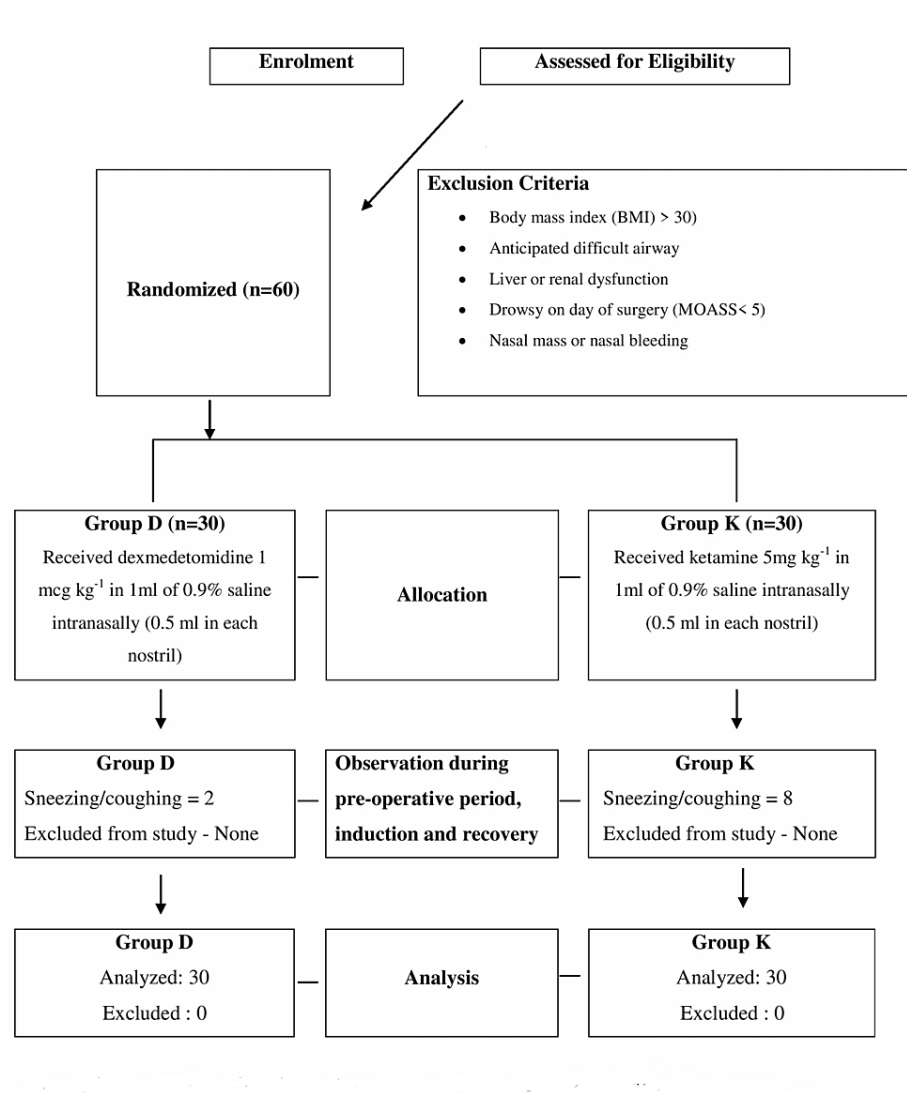 Enrolment
Assessed for Eligibility
Randomized (n=60)
Exclusion Criteria
• Body mass index (BMI) > 30)
• Anticipated difficult airway
• Liver or renal dysfunction
• Drowsy on day of surgery (MOASS< 5)
• Nasal mass or nasal bleeding
Group D (n=30)
Received dexmedetomidine 1
mcg kg⁻¹ in 1ml of 0.9% saline
intranasally (0.5 ml in each
nostril)
Allocation
Group K (n=30)
Received ketamine 5mg kg⁻¹ in
1ml of 0.9% saline intranasally
(0.5 ml in each nostril)
Group D
Sneezing/coughing = 2
Excluded from study - None
Observation during
pre-operative period,
induction and recovery
Group K
Sneezing/coughing = 8
Excluded from study - None
Group D
Analyzed: 30
Excluded : 0
Analysis
Group K
Analyzed: 30
Excluded : 0